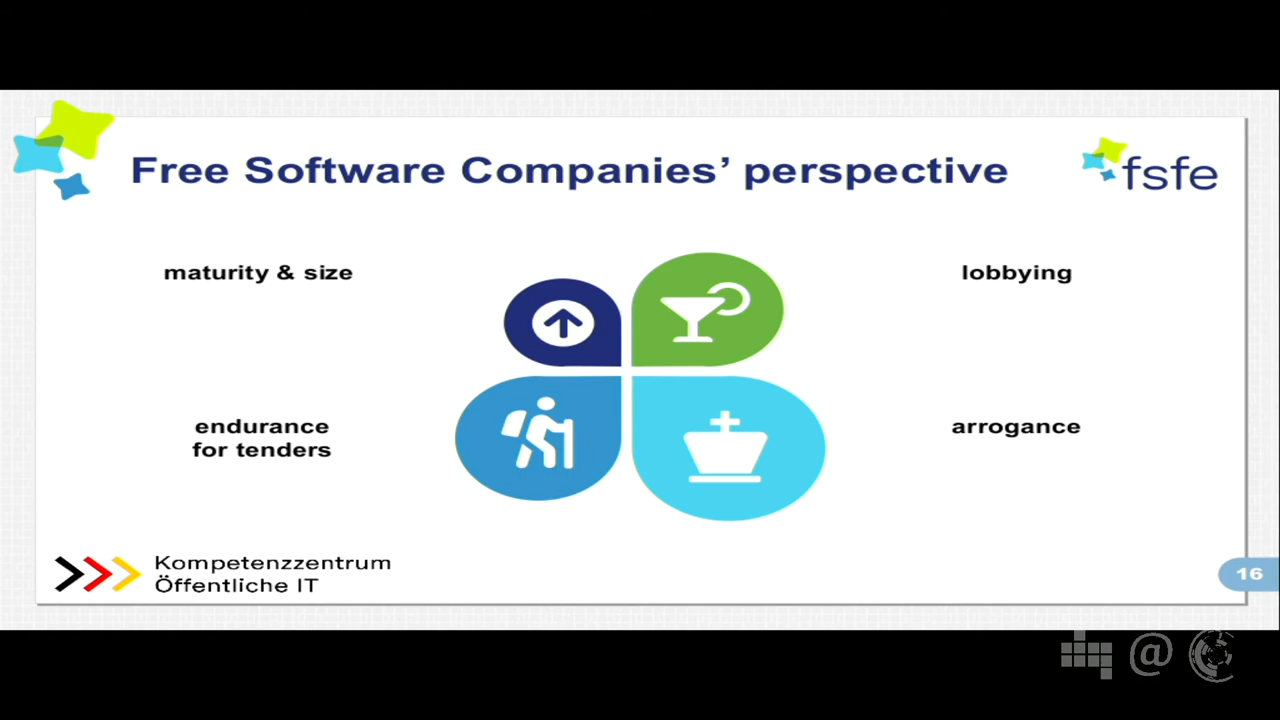 Free Software Companies’ perspective
fsfe
maturity & size
lobbying
endurance
for tenders
arrogance
Kompetenzzentrum
Öffentliche IT
16
@